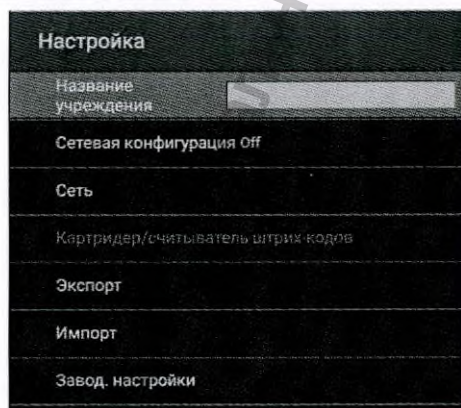 Настройка
Название
учреждения
Сетевая конфигурация Off
Сеть
Картридер/считыватель штрих-кодов
Экспорт
Импорт
Завод. настройки